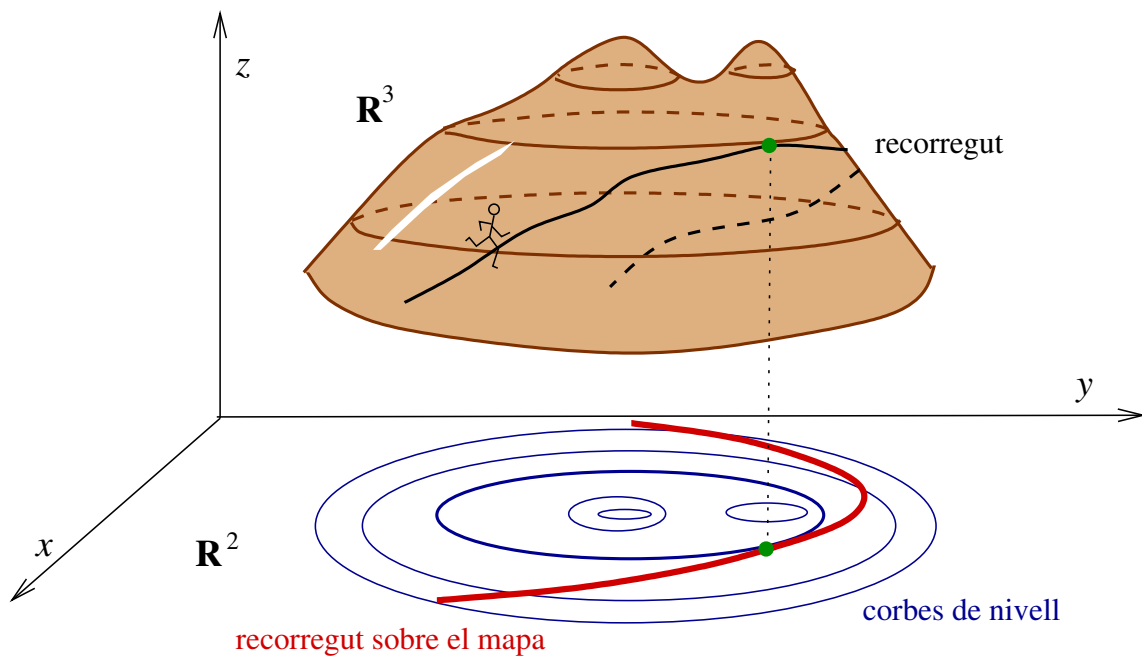 z
R³
recorregut
y
x
R²
corbes de nivell
recorregut sobre el mapa